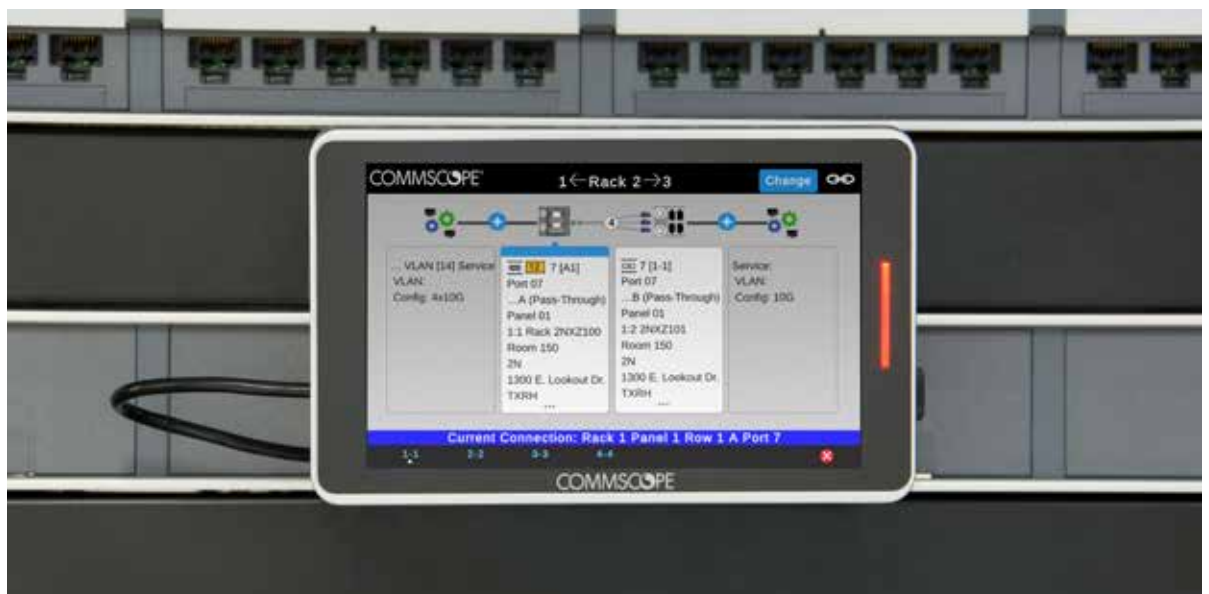 COMMSCOPE®
1←Rack 2→3
Change
4
... VLAN [14] Service
VLAN:
Config: 4x10G
7 [A1]
Port 07
...A (Pass-Through)
Panel 01
1:1 Rack 2NXZ100
Room 150
2N
1300 E. Lookout Dr.
TXRH
...
7 [1-1]
Port 07
...B (Pass-Through)
Panel 01
1:2 2NXZ101
Room 150
2N
1300 E. Lookout Dr.
TXRH
...
Service:
VLAN:
Config: 10G
Current Connection: Rack 1 Panel 1 Row 1 A Port 7
1-1
2-2
3-3
4-4
COMMSCOPE